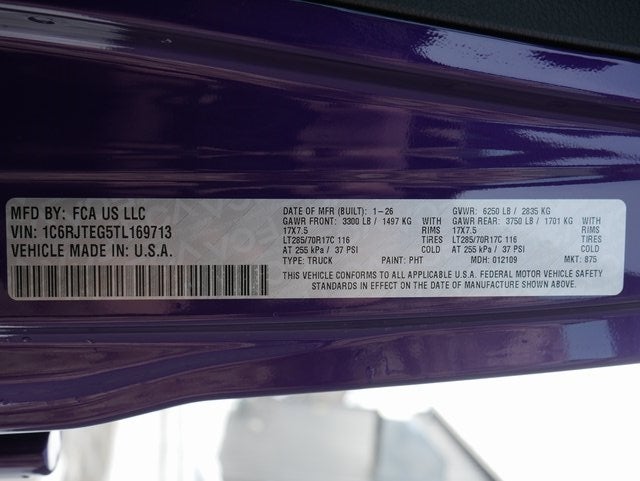 MFD BY: FCA US LLC
VIN: 1C6RJTEG5TL169713
VEHICLE MADE IN: U.S.A.
DATE OF MFR (BUILT): 1-26 GVWR: 6250 LB / 2835 KG
GAWR FRONT: 3300 LB / 1497 KG WITH GAWR REAR: 3750 LB / 1701 KG WITH
17X7.5 RIMS 17X7.5 RIMS
LT285/70R17C 116 TIRES LT285/70R17C 116 TIRES
AT 255 kPa / 37 PSI COLD AT 255 kPa / 37 PSI COLD
TYPE: TRUCK PAINT: PHT MDH: 012109 MKT: 875
THIS VEHICLE CONFORMS TO ALL APPLICABLE U.S.A. FEDERAL MOTOR VEHICLE SAFETY
STANDARDS IN EFFECT ON THE DATE OF MANUFACTURE SHOWN ABOVE.